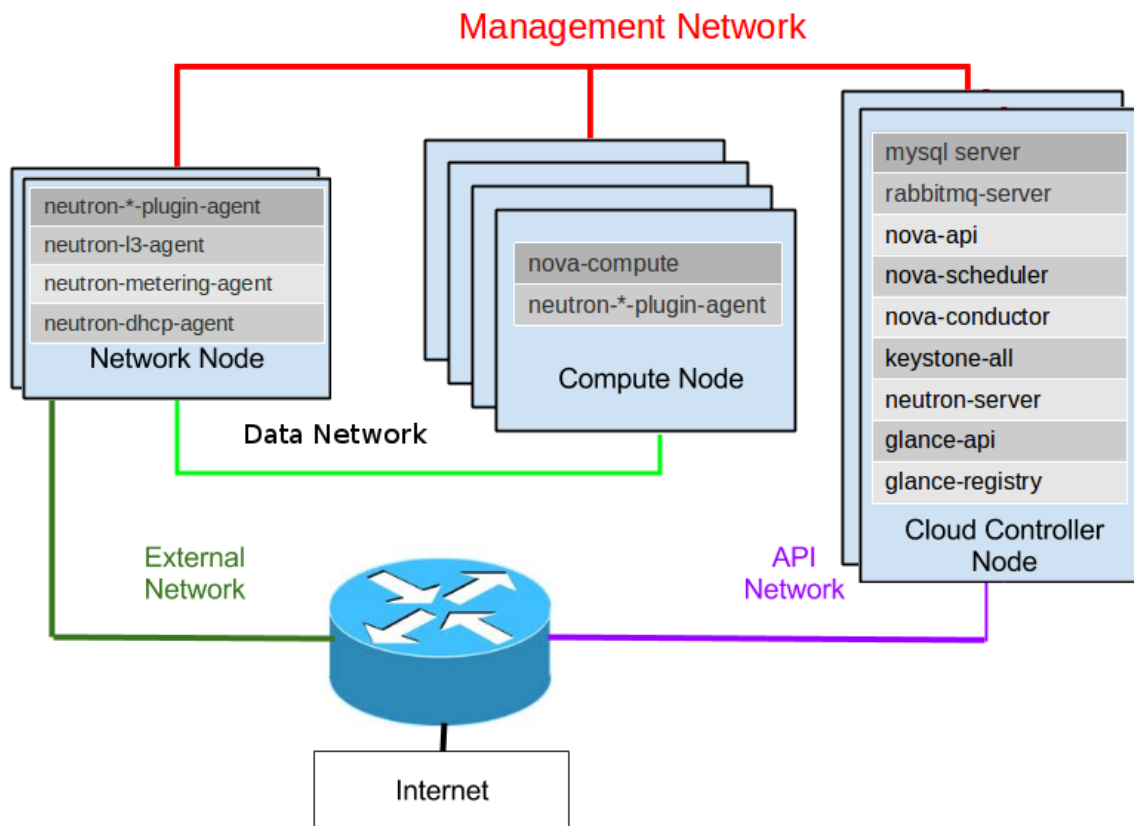 Management Network
neutron-*-plugin-agent
neutron-l3-agent
neutron-metering-agent
neutron-dhcp-agent
Network Node
nova-compute
neutron-*-plugin-agent
Compute Node
mysql server
rabbitmq-server
nova-api
nova-scheduler
nova-conductor
keystone-all
neutron-server
glance-api
glance-registry
Cloud Controller
Node
Data Network
External
Network
API
Network
Internet